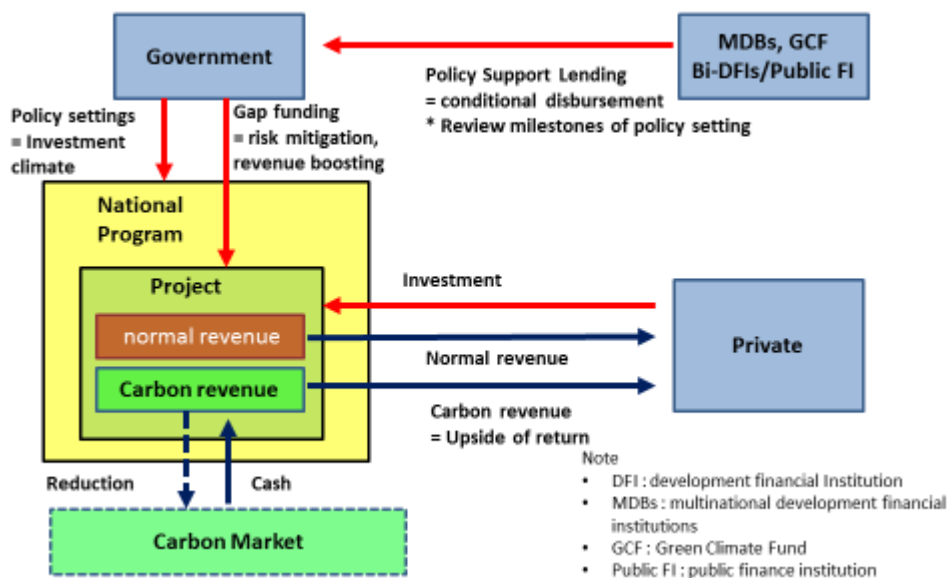 Government
MDBs, GCF
Bi-DFIs/Public FI
Policy Support Lending
= conditional disbursement
* Review milestones of policy setting
Policy settings
= Investment
climate
Gap funding
= risk mitigation,
revenue boosting
National
Program
Project
normal revenue
Carbon revenue
Investment
Normal revenue
Carbon revenue
= Upside of return
Private
Reduction
Cash
Carbon Market
Note
• DFI : development financial Institution
• MDBs : multinational development financial
institutions
• GCF : Green Climate Fund
• Public FI : public finance institution